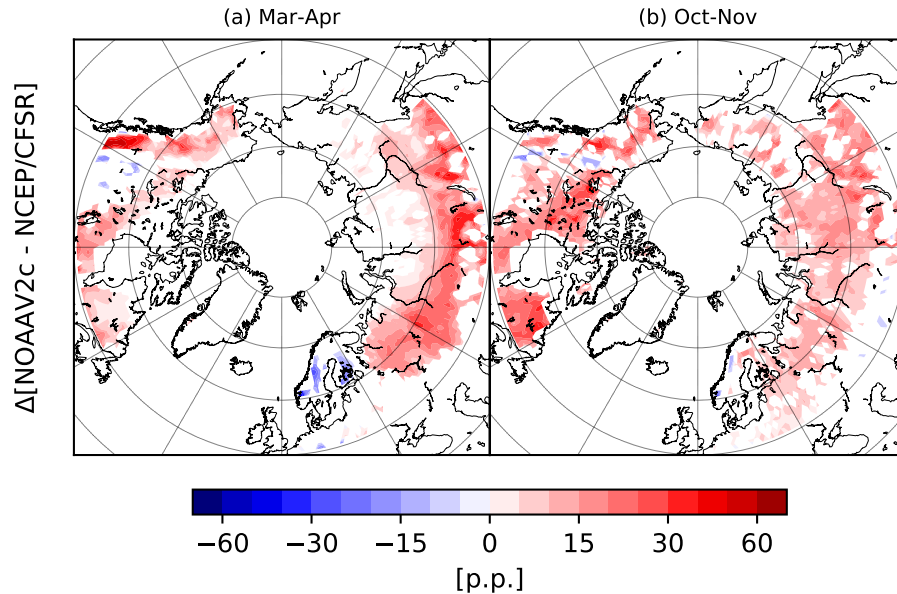 (a) Mar-Apr
(b) Oct-Nov
Δ[NOAAV2c - NCEP/CFSR]
−60 −30 −15 0 15 30 60
[p.p.]